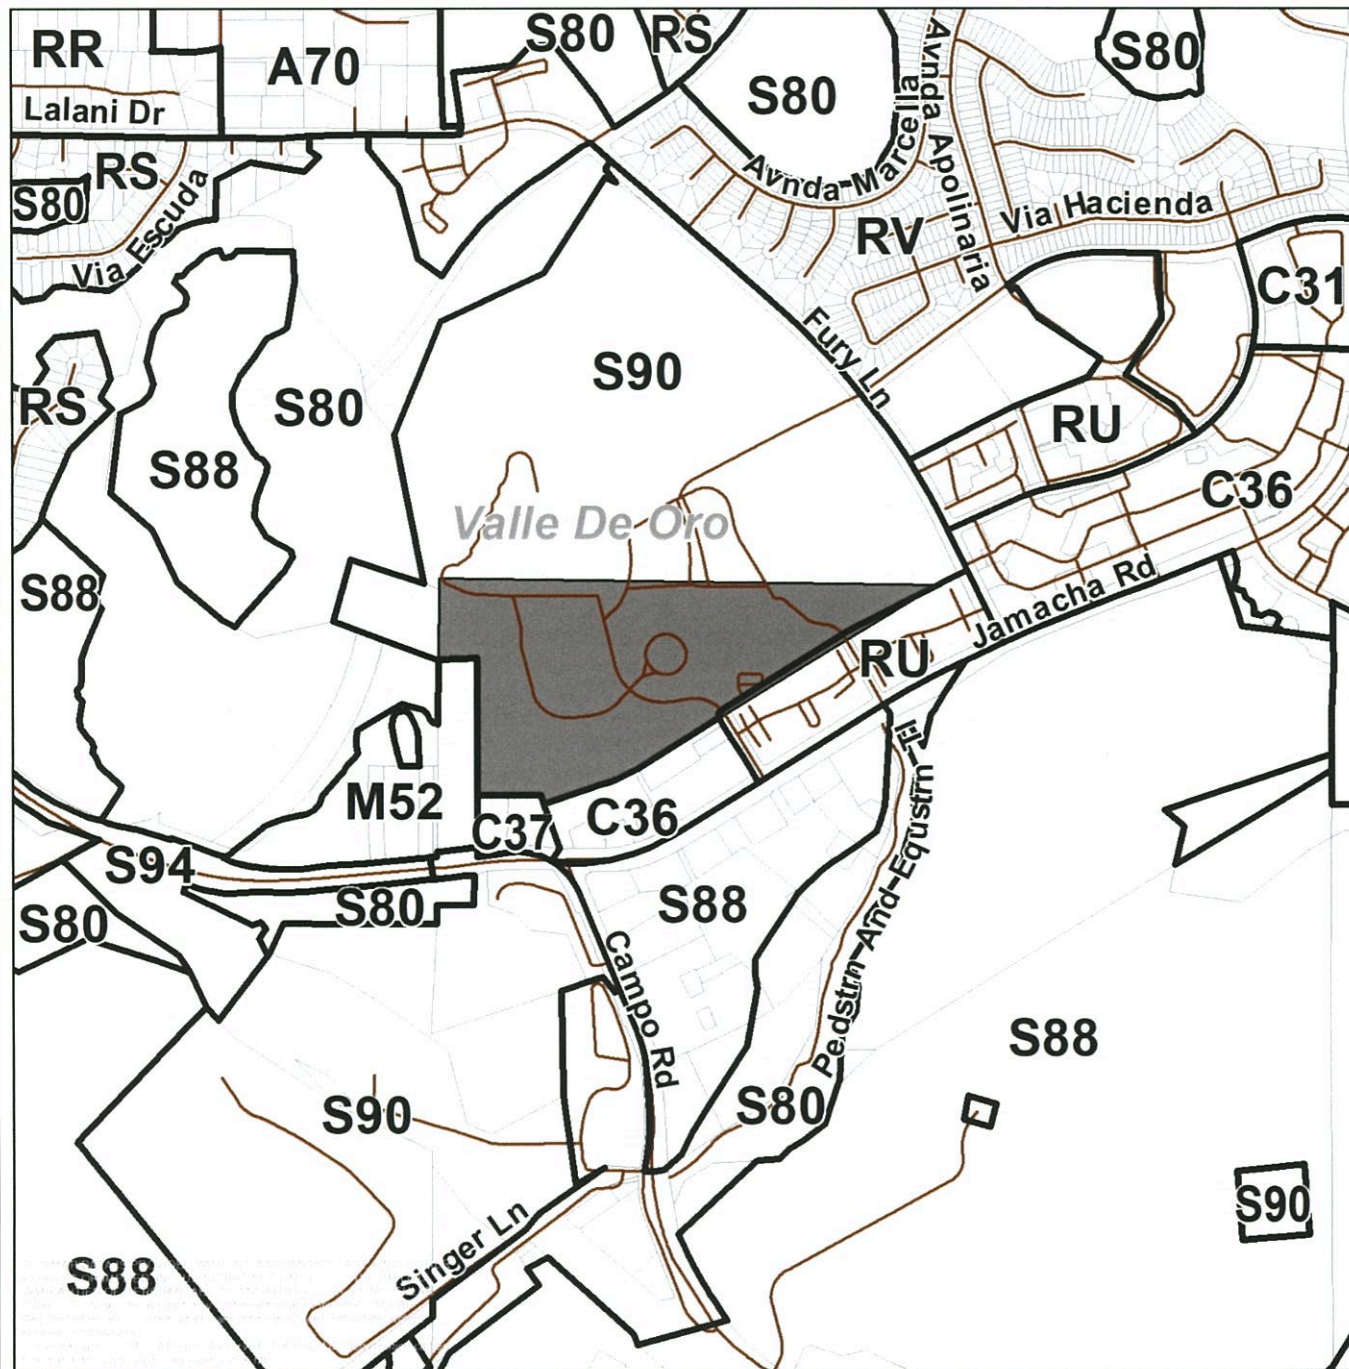 RR
A70
S80
RS
S80
S80
Lalani Dr
RS
S80
Via Escuda
Avnda Marcella
Avnda Apolinaria
Via Hacienda
RV
C31
Fury Ln
S90
RS
S80
S88
RU
C36
Valle De Oro
S88
Jamacha Rd
RU
M52
C37
C36
S94
S80
S80
S88
Campo Rd
Pedstrn And Equstrn Tl
S88
S90
S80
S90
Singer Ln
S88